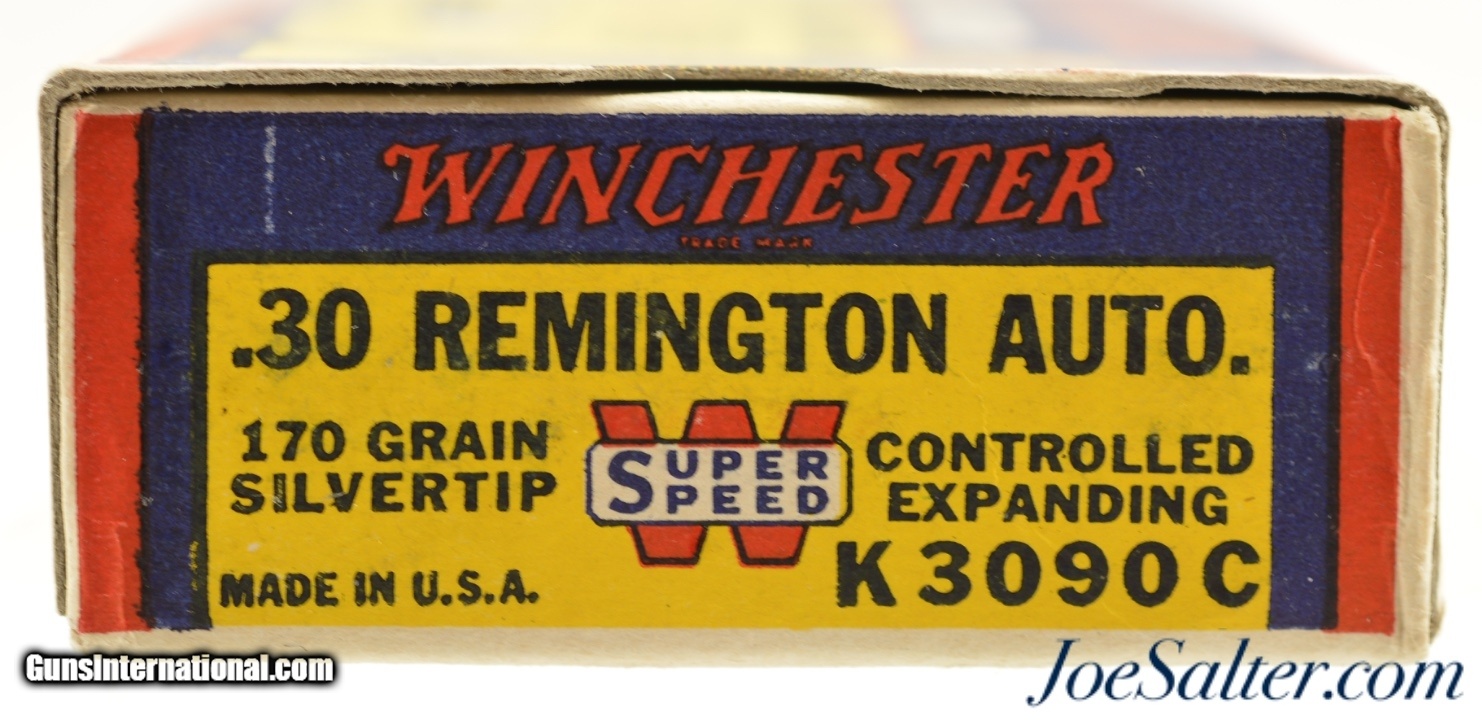 WINCHESTER
TRADE MARK
.30 REMINGTON AUTO.
170 GRAIN
SILVERTIP
SUPER
SPEED
CONTROLLED
EXPANDING
MADE IN U.S.A.
K3090C
GunsInternational.com
JoeSalter.com